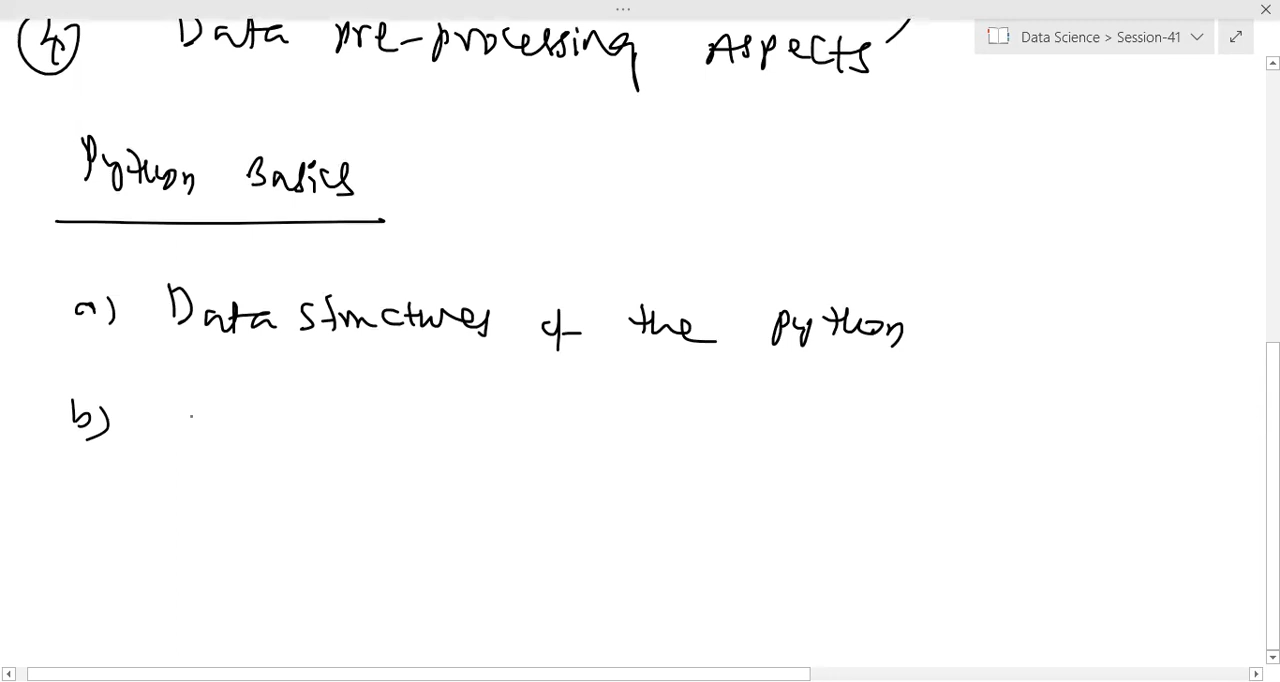 ④ Data pre-processing Aspects
Data Science > Session-41
Python Basics
a) Data structures of the python
b)